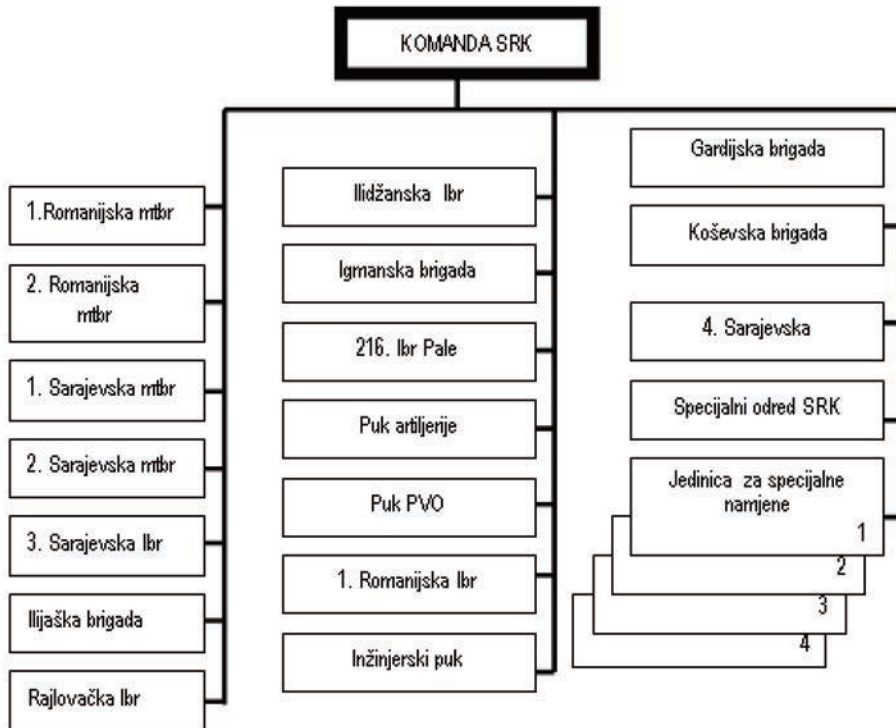 KOMANDA SRK
1.Romanijska mtbr
2. Romanijska
mtbr
1. Sarajevska mtbr
2. Sarajevska mtbr
3. Sarajevska lbr
Ilijaška brigada
Rajlovačka lbr
Ilidžanska lbr
Igmanska brigada
216. lbr Pale
Puk artiljerije
Puk PVO
1. Romanijska lbr
Inžinjerski puk
Gardijska brigada
Koševska brigada
4. Sarajevska
Specijalni odred SRK
Jedinica za specijalne
namjene
1
2
3
4